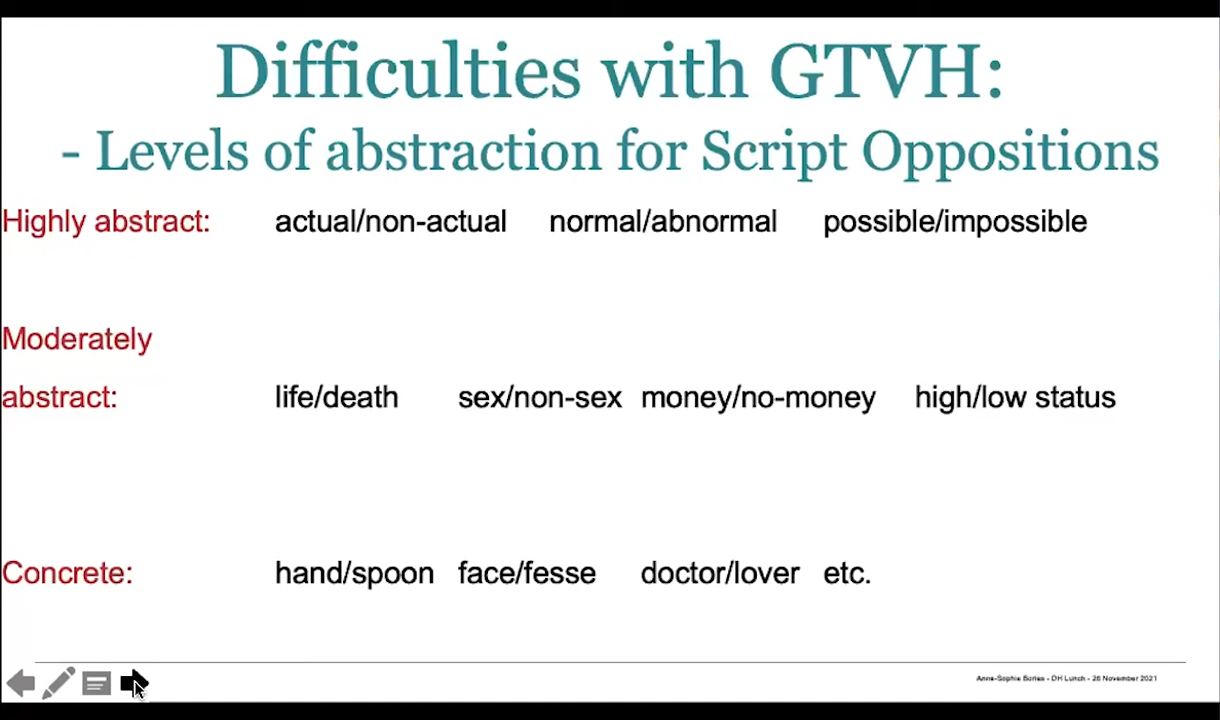 Difficulties with GTVH:
- Levels of abstraction for Script Oppositions
Highly abstract: actual/non-actual normal/abnormal possible/impossible
Moderately
abstract: life/death sex/non-sex money/no-money high/low status
Concrete: hand/spoon face/fesse doctor/lover etc.
Anne-Sophie Bories - DH Lunch - 26 November 2021